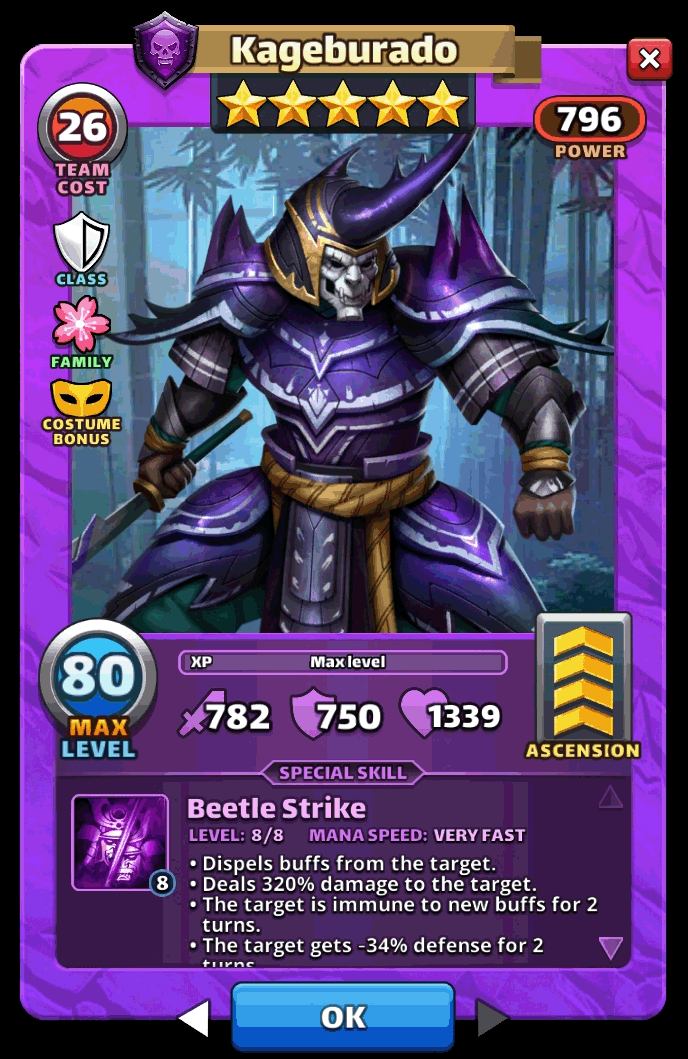 Kageburado
26
TEAM
COST
796
POWER
CLASS
FAMILY
COSTUME
BONUS
80
MAX
LEVEL
XP Max level
782 750 1339
ASCENSION
SPECIAL SKILL
Beetle Strike
LEVEL: 8/8 MANA SPEED: VERY FAST
8
• Dispels buffs from the target.
• Deals 320% damage to the target.
• The target is immune to new buffs for 2
turns.
• The target gets -34% defense for 2
turns
OK